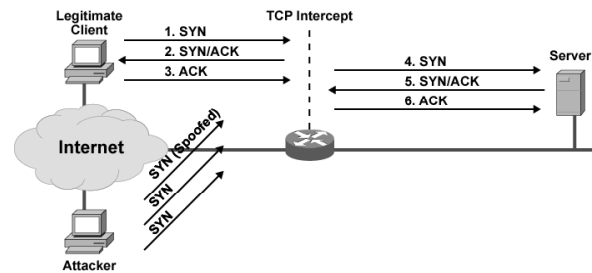 Legitimate
Client
TCP Intercept
1. SYN
2. SYN/ACK
3. ACK
Server
4. SYN
5. SYN/ACK
6. ACK
Internet
SYN (Spoofed)
SYN
SYN
Attacker